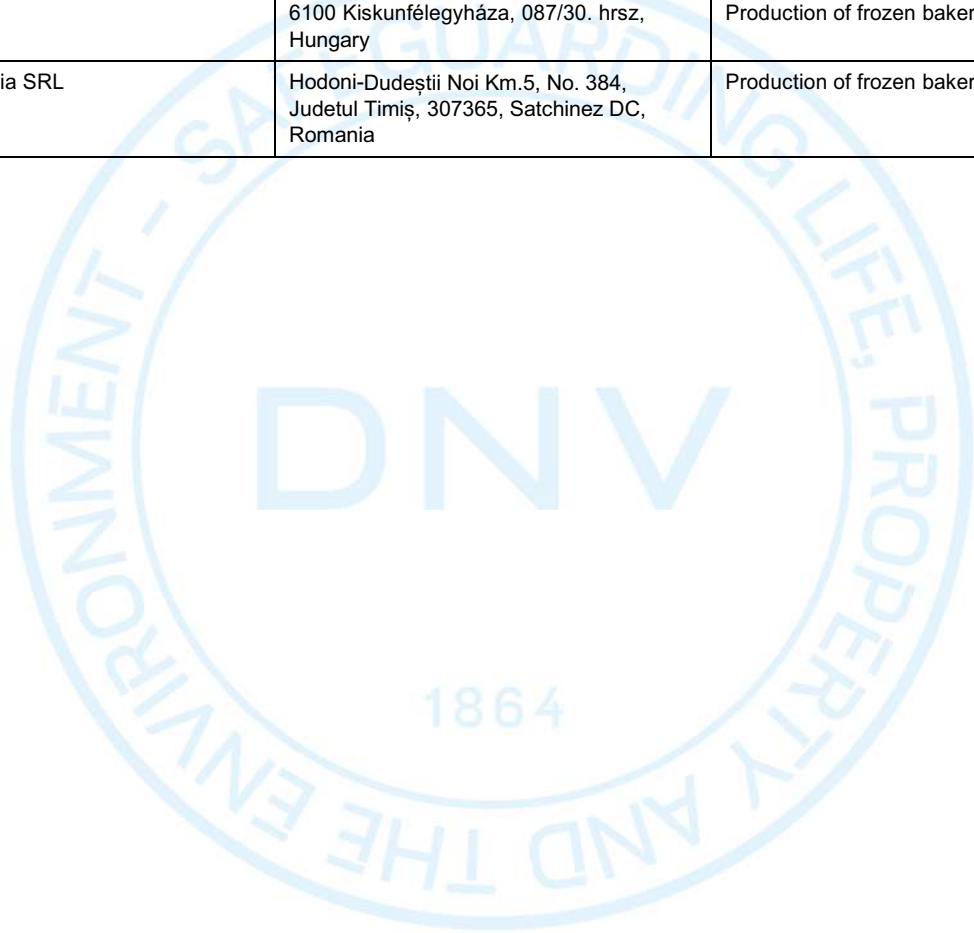 6100 Kiskunfélegyháza, 087/30. hrsz,
Hungary
Production of frozen baker
ia SRL
Hodoni-Dudeștii Noi Km.5, No. 384,
Judetul Timiș, 307365, Satchinez DC,
Romania
Production of frozen baker
SAFEGUARDING LIFE, PROPERTY AND THE ENVIRONMENT -
DNV
1864